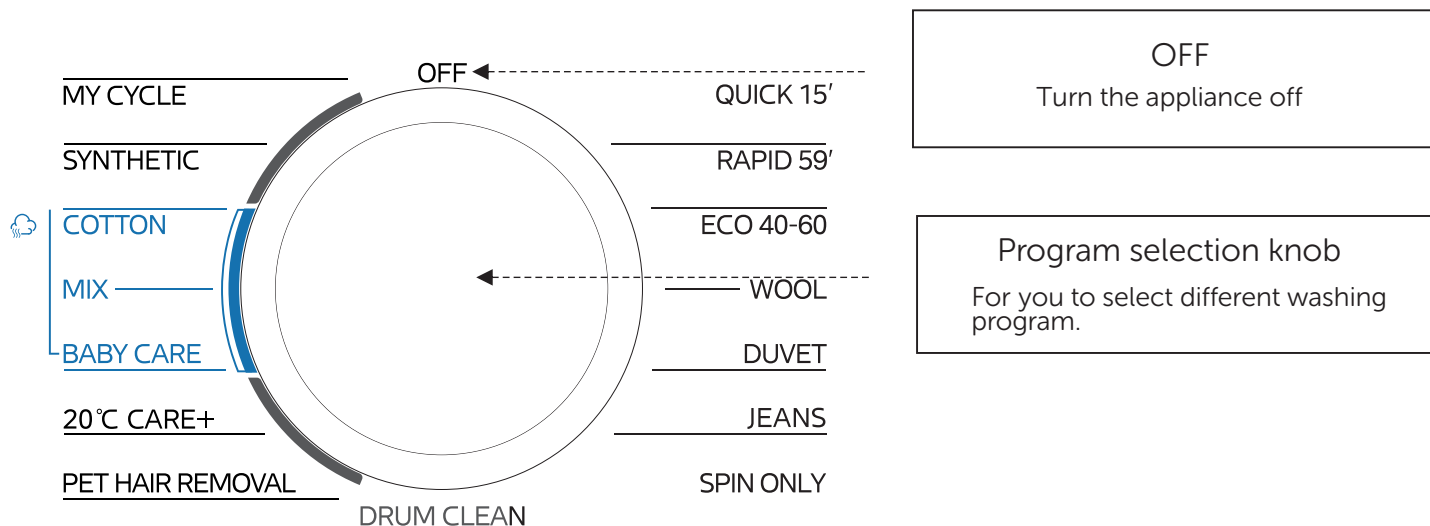 OFF
MY CYCLE
QUICK 15′
SYNTHETIC
RAPID 59′
COTTON
ECO 40-60
MIX
WOOL
BABY CARE
DUVET
20℃ CARE+
JEANS
PET HAIR REMOVAL
SPIN ONLY
DRUM CLEAN
OFF
Turn the appliance off
Program selection knob
For you to select different washing
program.